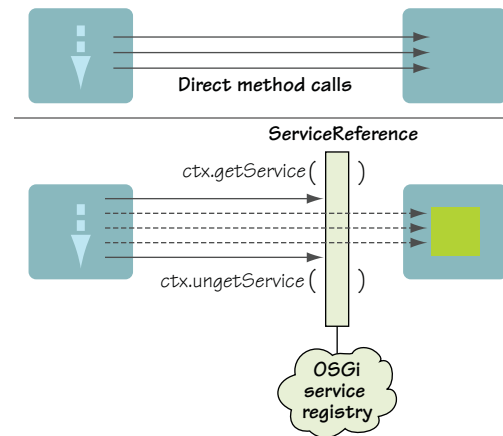 Direct method calls
ServiceReference
ctx.getService( )
ctx.ungetService( )
OSGi
service
registry